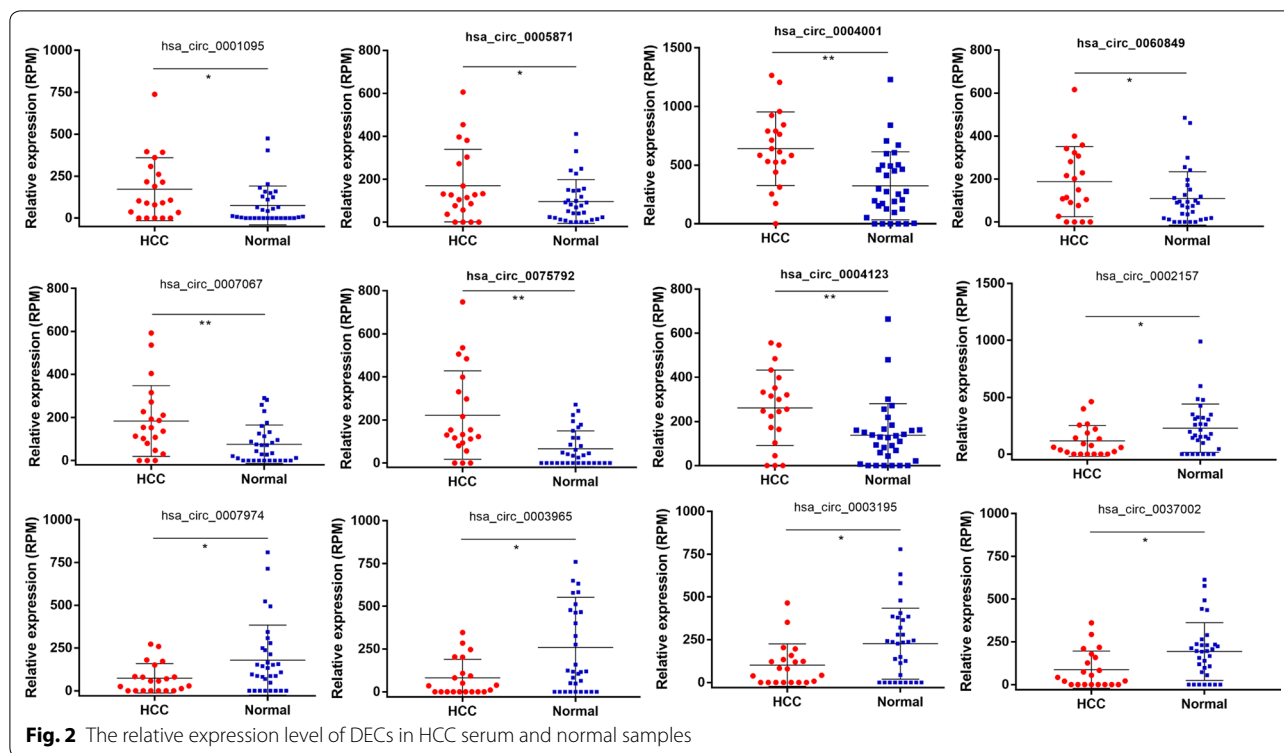 hsa_circ_0001095
Relative expression (RPM)
1000
750
500
250
0
*
HCC
Normal
hsa_circ_0005871
Relative expression (RPM)
800
600
400
200
0
*
HCC
Normal
hsa_circ_0004001
Relative expression (RPM)
1500
1000
500
0
**
HCC
Normal
hsa_circ_0060849
Relative expression (RPM)
800
600
400
200
0
*
HCC
Normal
hsa_circ_0007067
Relative expression (RPM)
800
600
400
200
0
**
HCC
Normal
hsa_circ_0075792
Relative expression (RPM)
800
600
400
200
0
**
HCC
Normal
hsa_circ_0004123
Relative expression (RPM)
800
600
400
200
0
**
HCC
Normal
hsa_circ_0002157
Relative expression (RPM)
1500
1000
500
0
*
HCC
Normal
hsa_circ_0007974
Relative expression (RPM)
1000
750
500
250
0
*
HCC
Normal
hsa_circ_0003965
Relative expression (RPM)
1000
750
500
250
0
*
HCC
Normal
hsa_circ_0003195
Relative expression (RPM)
1000
750
500
250
0
*
HCC
Normal
hsa_circ_0037002
Relative expression (RPM)
1000
750
500
250
0
*
HCC
Normal
Fig. 2 The relative expression level of DECs in HCC serum and normal samples